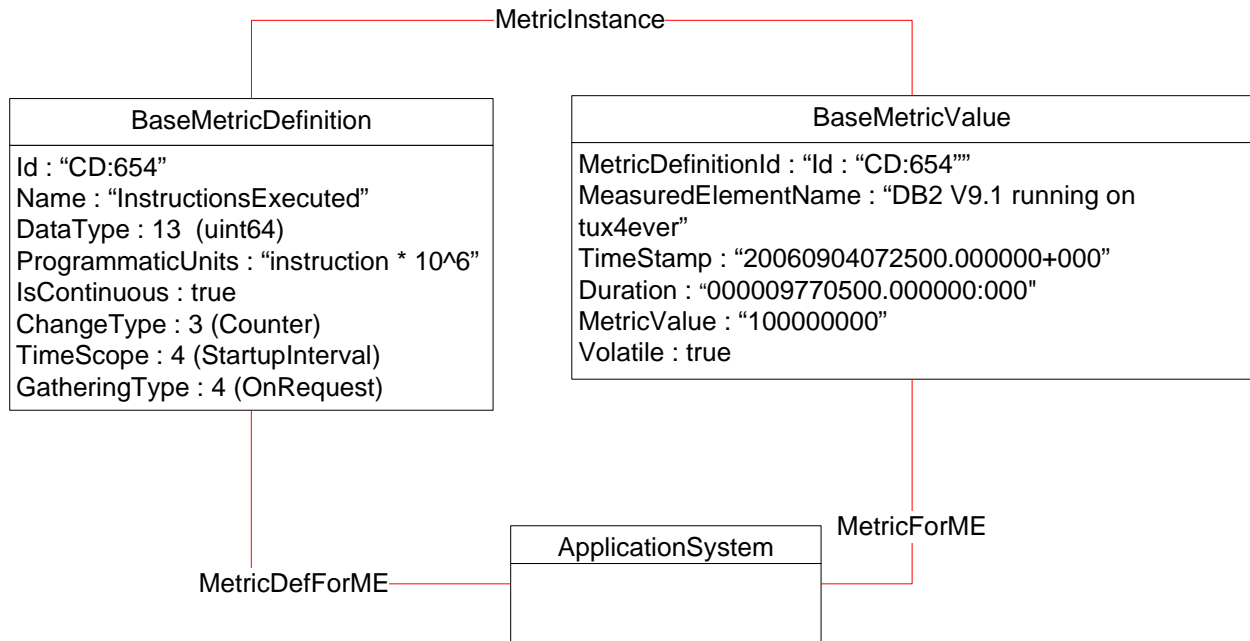 MetricInstance
BaseMetricDefinition
Id : “CD:654”
Name : “InstructionsExecuted”
DataType : 13  (uint64)
ProgrammaticUnits : “instruction * 10^6”
IsContinuous : true
ChangeType : 3 (Counter)
TimeScope : 4 (StartupInterval)
GatheringType : 4 (OnRequest)
BaseMetricValue
MetricDefinitionId : “Id : “CD:654””
MeasuredElementName : “DB2 V9.1 running on
tux4ever”
TimeStamp : “20060904072500.000000+000”
Duration : “000009770500.000000:000"
MetricValue : “100000000”
Volatile : true
MetricForME
ApplicationSystem
MetricDefForME